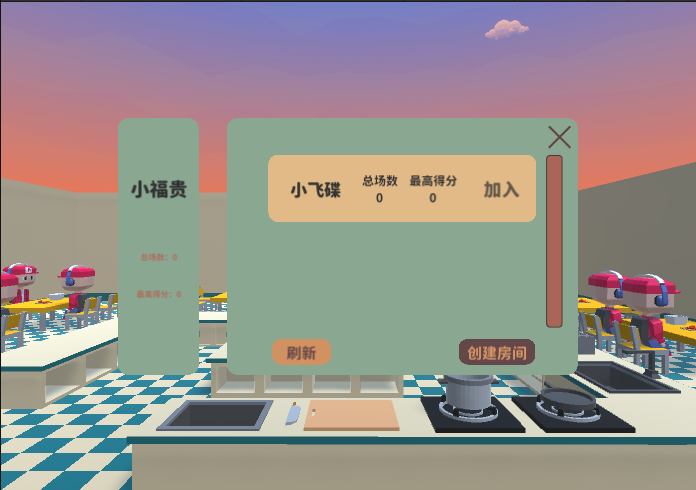 小福贵
总场数：0
最高得分：0
小飞碟
总场数
0
最高得分
0
加入
刷新
创建房间